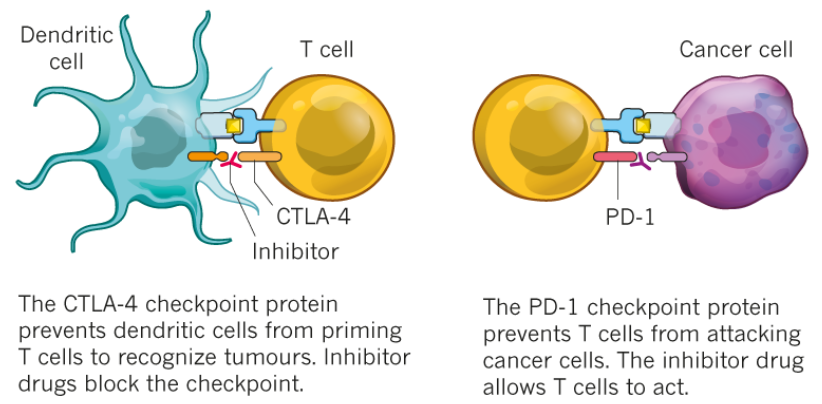 Dendritic
cell
T cell
CTLA-4
Inhibitor
The CTLA-4 checkpoint protein
prevents dendritic cells from priming
T cells to recognize tumours. Inhibitor
drugs block the checkpoint.
Cancer cell
PD-1
The PD-1 checkpoint protein
prevents T cells from attacking
cancer cells. The inhibitor drug
allows T cells to act.